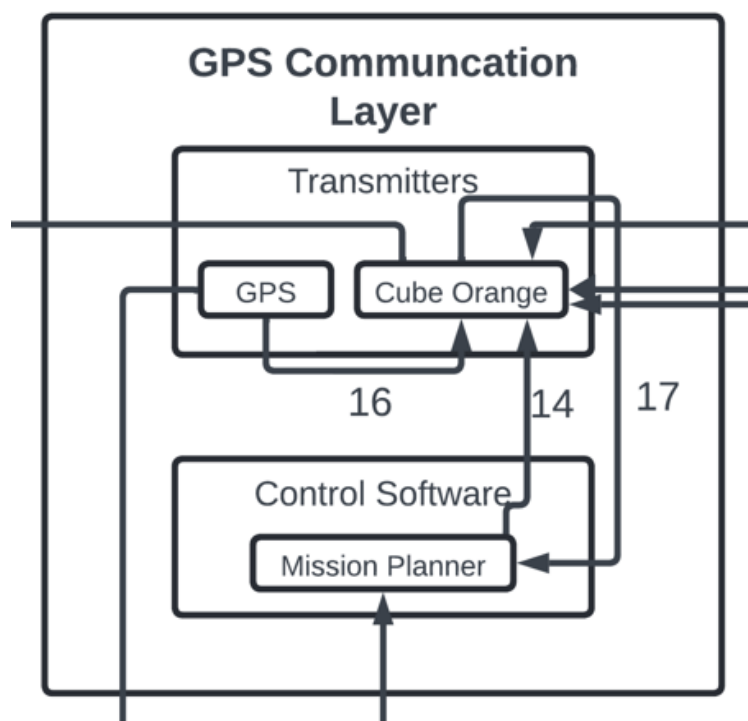 GPS Communcation
Layer
Transmitters
GPS
Cube Orange
16
14
17
Control Software
Mission Planner